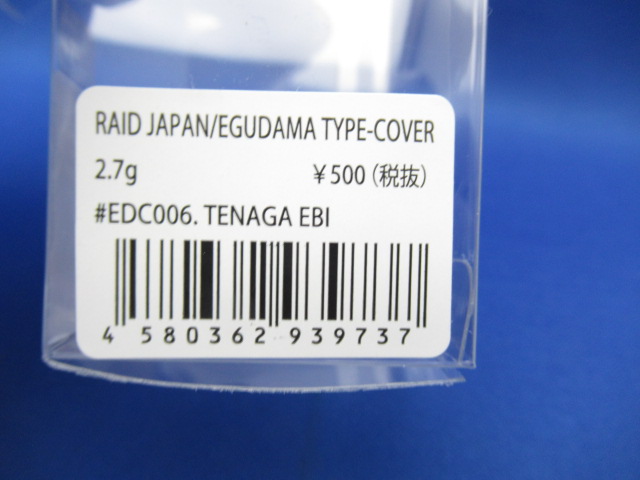 RAID JAPAN/EGUDAMA TYPE-COVER
2.7g ¥500(税抜)
#EDC006. TENAGA EBI
4 580362 939737